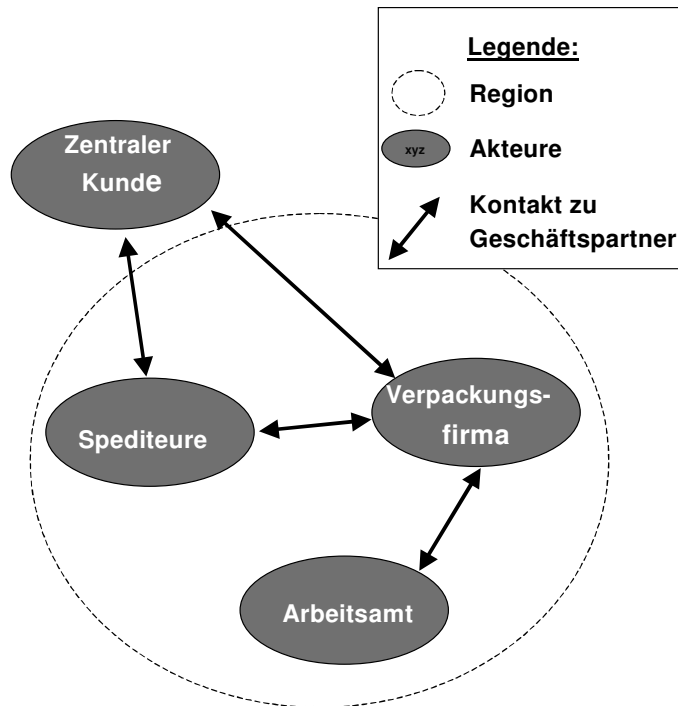 Legende:
Region
xyz
Akteure
Kontakt zu
Geschäftspartner
Zentraler
Kunde
Verpackungs-
firma
Spediteure
Arbeitsamt